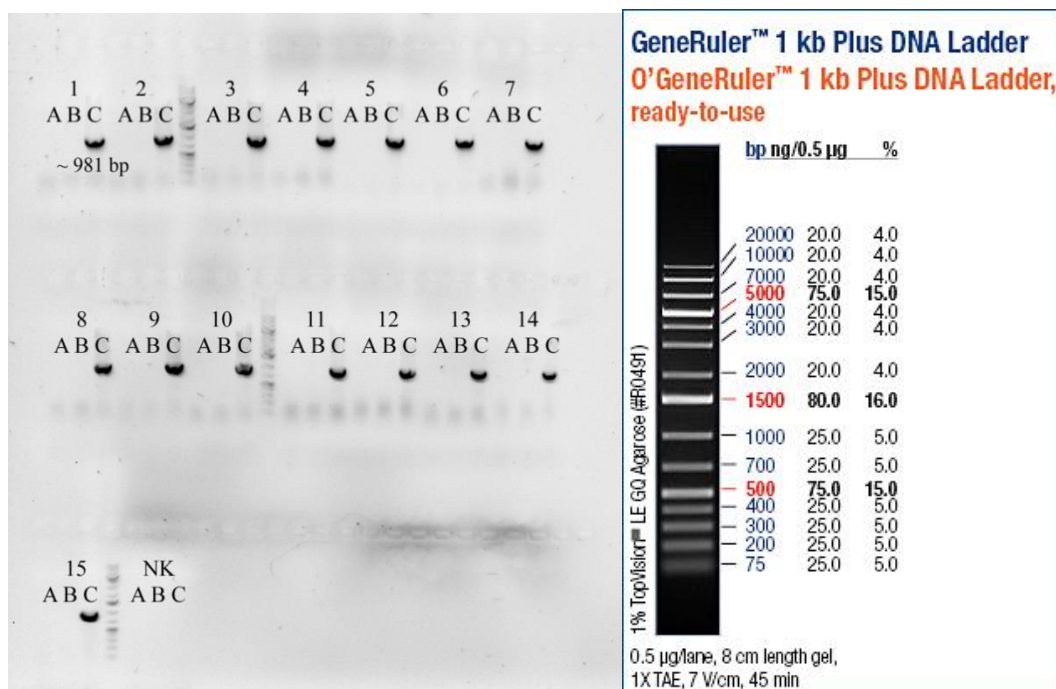 1 2 3 4 5 6 7
A B C A B C A B C A B C A B C A B C A B C
~ 981 bp
8 9 10 11 12 13 14
A B C A B C A B C A B C A B C A B C A B C
15 NK
A B C A B C
GeneRuler™ 1 kb Plus DNA Ladder
O'GeneRuler™ 1 kb Plus DNA Ladder,
ready-to-use
bp ng/0.5 µg %
20000 20.0 4.0
10000 20.0 4.0
7000 20.0 4.0
5000 75.0 15.0
4000 20.0 4.0
3000 20.0 4.0
2000 20.0 4.0
1500 80.0 16.0
1000 25.0 5.0
700 25.0 5.0
500 75.0 15.0
400 25.0 5.0
300 25.0 5.0
200 25.0 5.0
75 25.0 5.0
1% TopVision™ LE GQ Agarose (#R0491)
0.5 µg/lane, 8 cm length gel,
1X TAE, 7 V/cm, 45 min